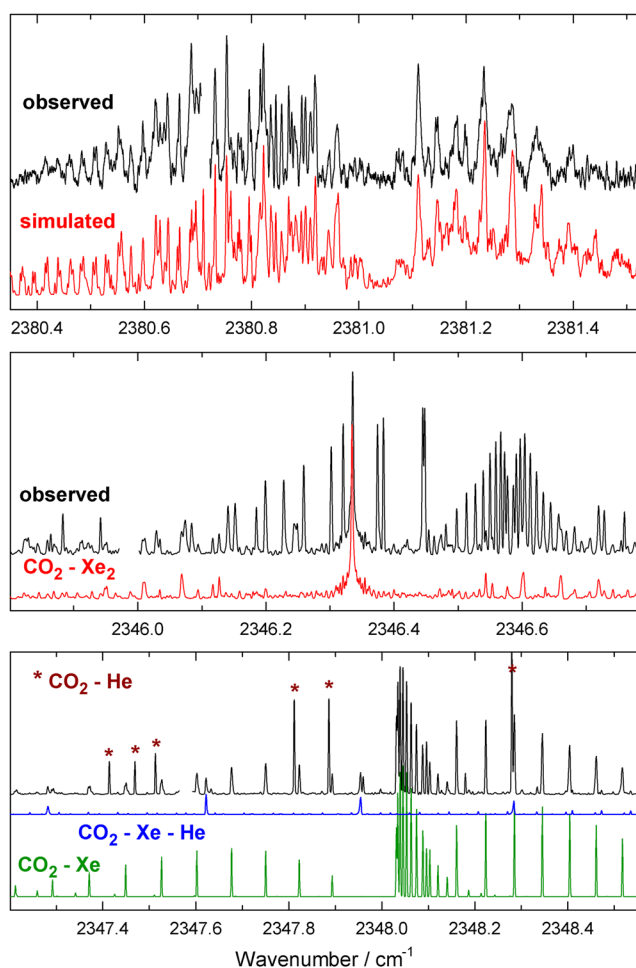 observed
simulated
2380.4 2380.6 2380.8 2381.0 2381.2 2381.4
observed
CO2 - Xe2
2346.0 2346.2 2346.4 2346.6
* CO2 - He
* * * * * *
CO2 - Xe - He
CO2 - Xe
2347.4 2347.6 2347.8 2348.0 2348.2 2348.4
Wavenumber / cm-1